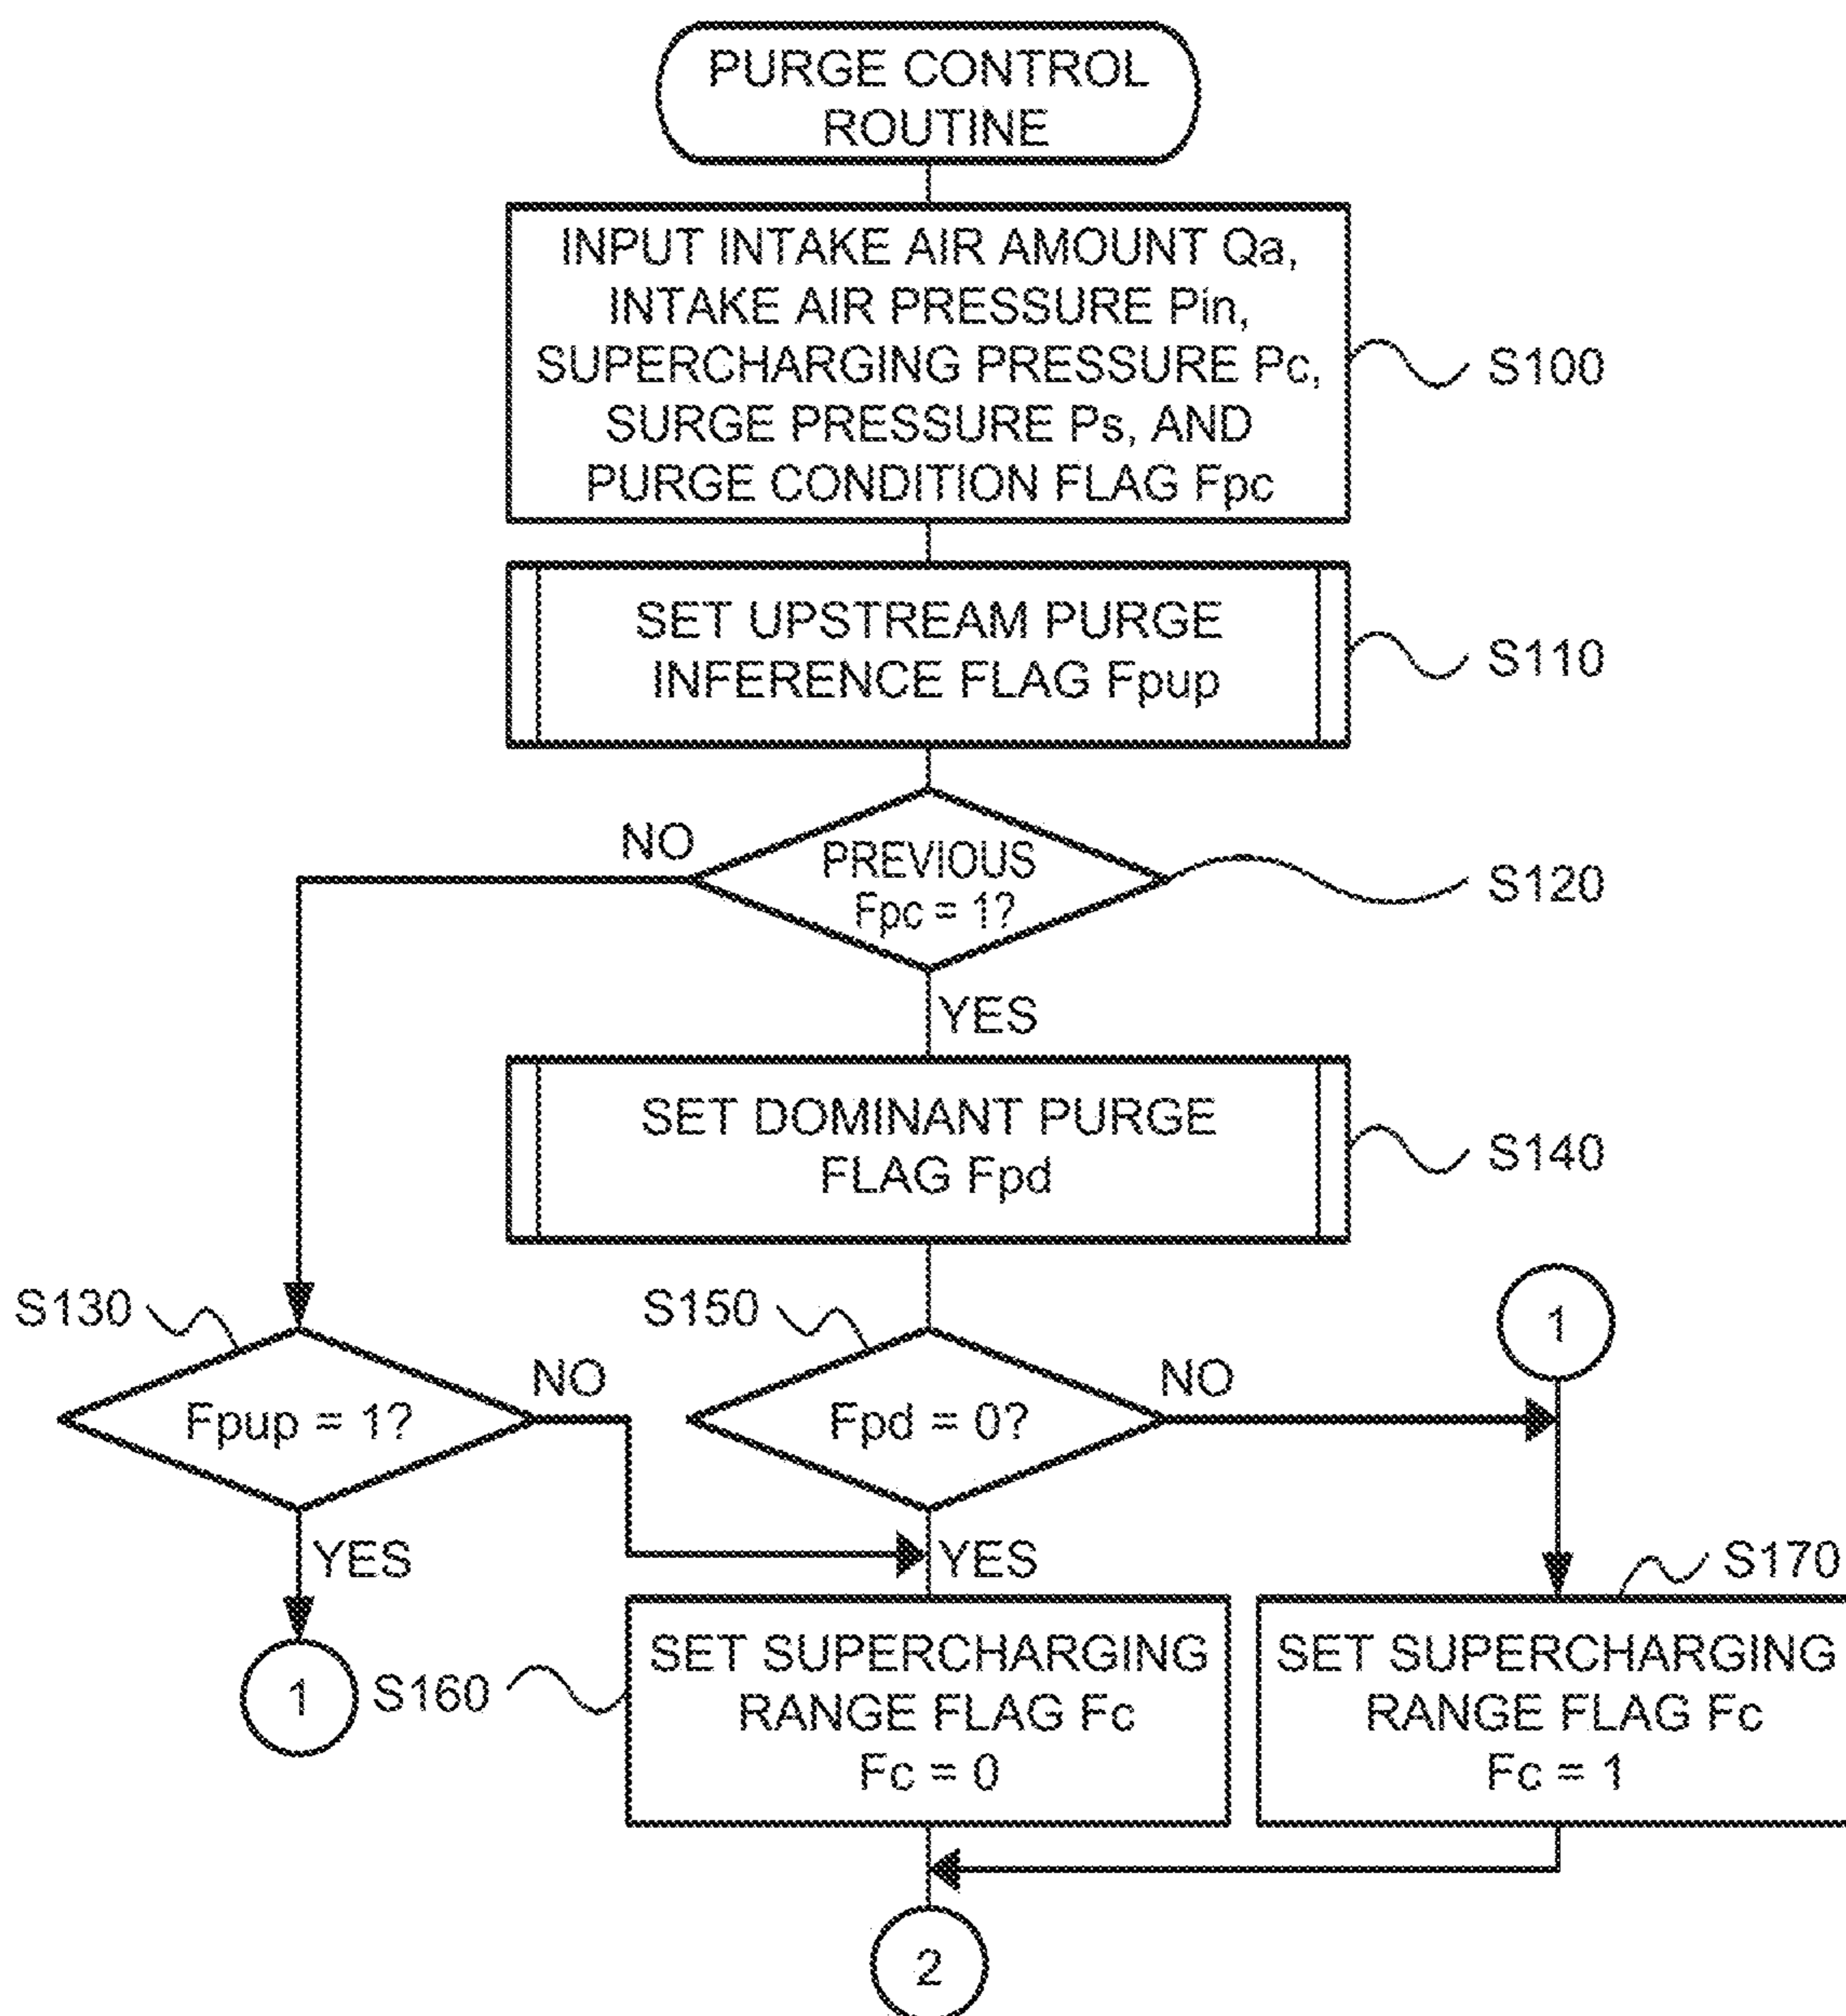 PURGE CONTROL
ROUTINE
INPUT INTAKE AIR AMOUNT Qa,
INTAKE AIR PRESSURE Pin,
SUPERCHARGING PRESSURE Pc,
SURGE PRESSURE Ps, AND
PURGE CONDITION FLAG Fpc
S100
SET UPSTREAM PURGE
INFERENCE FLAG Fpup
S110
NO
PREVIOUS
Fpc = 1?
S120
YES
SET DOMINANT PURGE
FLAG Fpd
S140
S130
Fpup = 1?
NO
YES
1
S150
Fpd = 0?
NO
YES
1
S160
SET SUPERCHARGING
RANGE FLAG Fc
Fc = 0
S170
SET SUPERCHARGING
RANGE FLAG Fc
Fc = 1
2